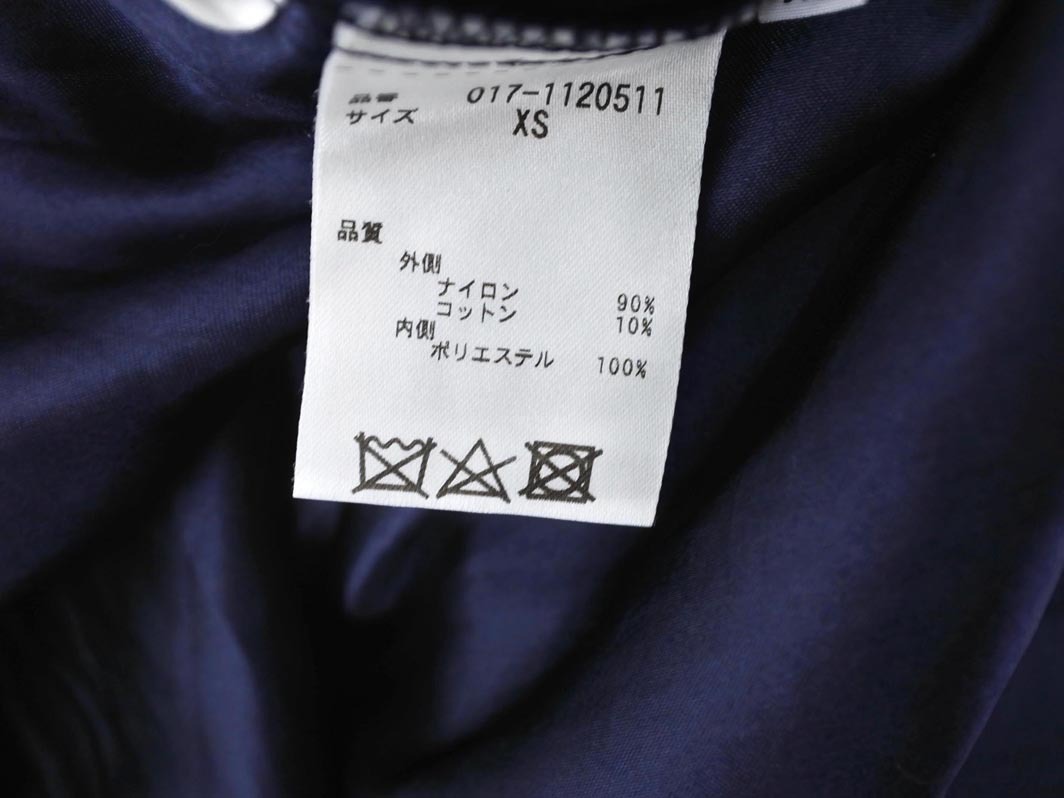 品番 017-1120511
サイズ XS
品質
外側
ナイロン 90%
コットン 10%
内側
ポリエステル 100%